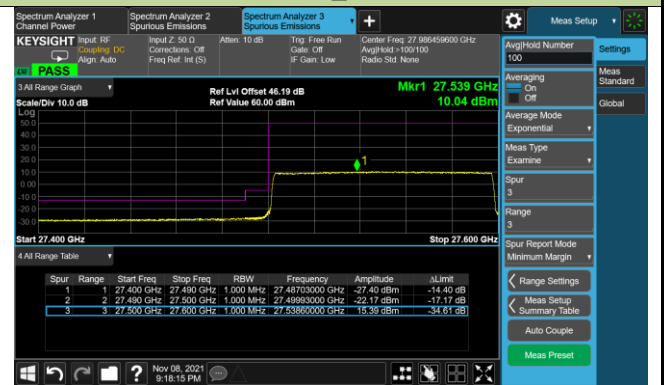 Spectrum Analyzer 1
Channel Power
Spectrum Analyzer 2
Spurious Emissions
Spectrum Analyzer 3
Spurious Emissions
Meas Setup
KEYSIGHT
Input: RF
Coupling: DC
Align: Auto
Input Z: 50 Ω
Corrections: Off
Freq Ref: Int (S)
Atten: 10 dB
Trig: Free Run
Gate: Off
IF Gain: Low
Center Freq: 27.986459600 GHz
Avg|Hold:>100/100
Radio Std: None
PASS
3 All Range Graph
Scale/Div 10.0 dB
Ref Lvl Offset 46.19 dB
Ref Value 60.00 dBm
Mkr1 27.539 GHz
10.04 dBm
Log
50.0
40.0
30.0
20.0
10.0
0.00
-10.0
-20.0
-30.0
1
Start 27.400 GHz
Stop 27.600 GHz
4 All Range Table
Spur Range Start Freq Stop Freq RBW Frequency Amplitude ΔLimit
1 1 27.400 GHz 27.490 GHz 1.000 MHz 27.48703000 GHz -27.40 dBm -14.40 dB
2 2 27.490 GHz 27.500 GHz 1.000 MHz 27.49993000 GHz -22.17 dBm -17.17 dB
3 3 27.500 GHz 27.600 GHz 1.000 MHz 27.53860000 GHz 15.39 dBm -34.61 dB
Avg|Hold Number
100
Averaging
On
Off
Average Mode
Exponential
Meas Type
Examine
Spur
3
Range
3
Spur Report Mode
Minimum Margin
Range Settings
Meas Setup
Summary Table
Auto Couple
Meas Preset
Settings
Meas
Standard
Global
Nov 08, 2021
9:18:15 PM